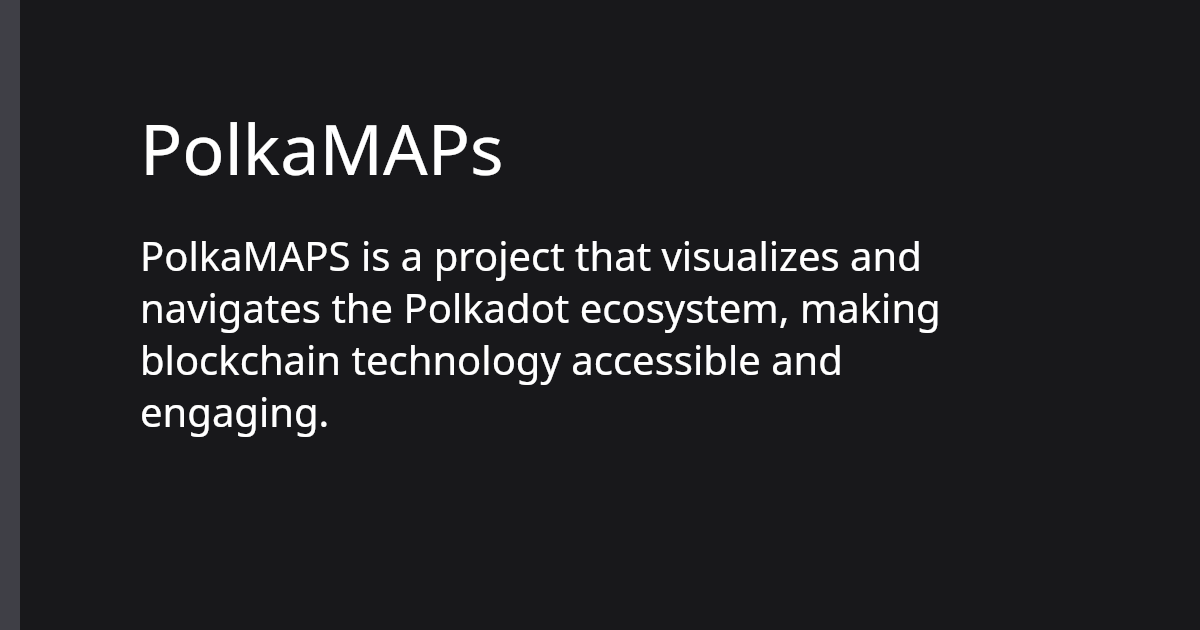 PolkaMAPs
PolkaMAPS is a project that visualizes and
navigates the Polkadot ecosystem, making
blockchain technology accessible and
engaging.